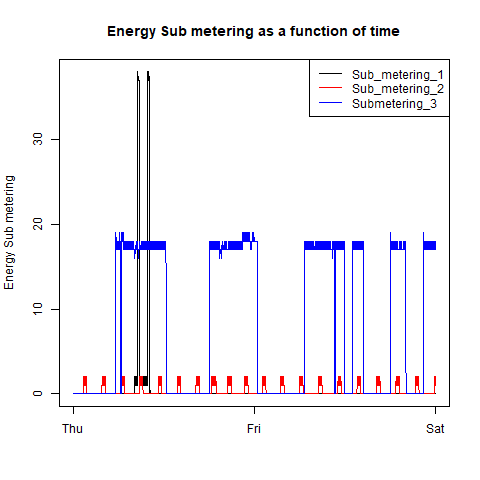 Energy Sub metering as a function of time
Sub_metering_1
Sub_metering_2
Submetering_3
Energy Sub metering
30
20
10
0
Thu Fri Sat